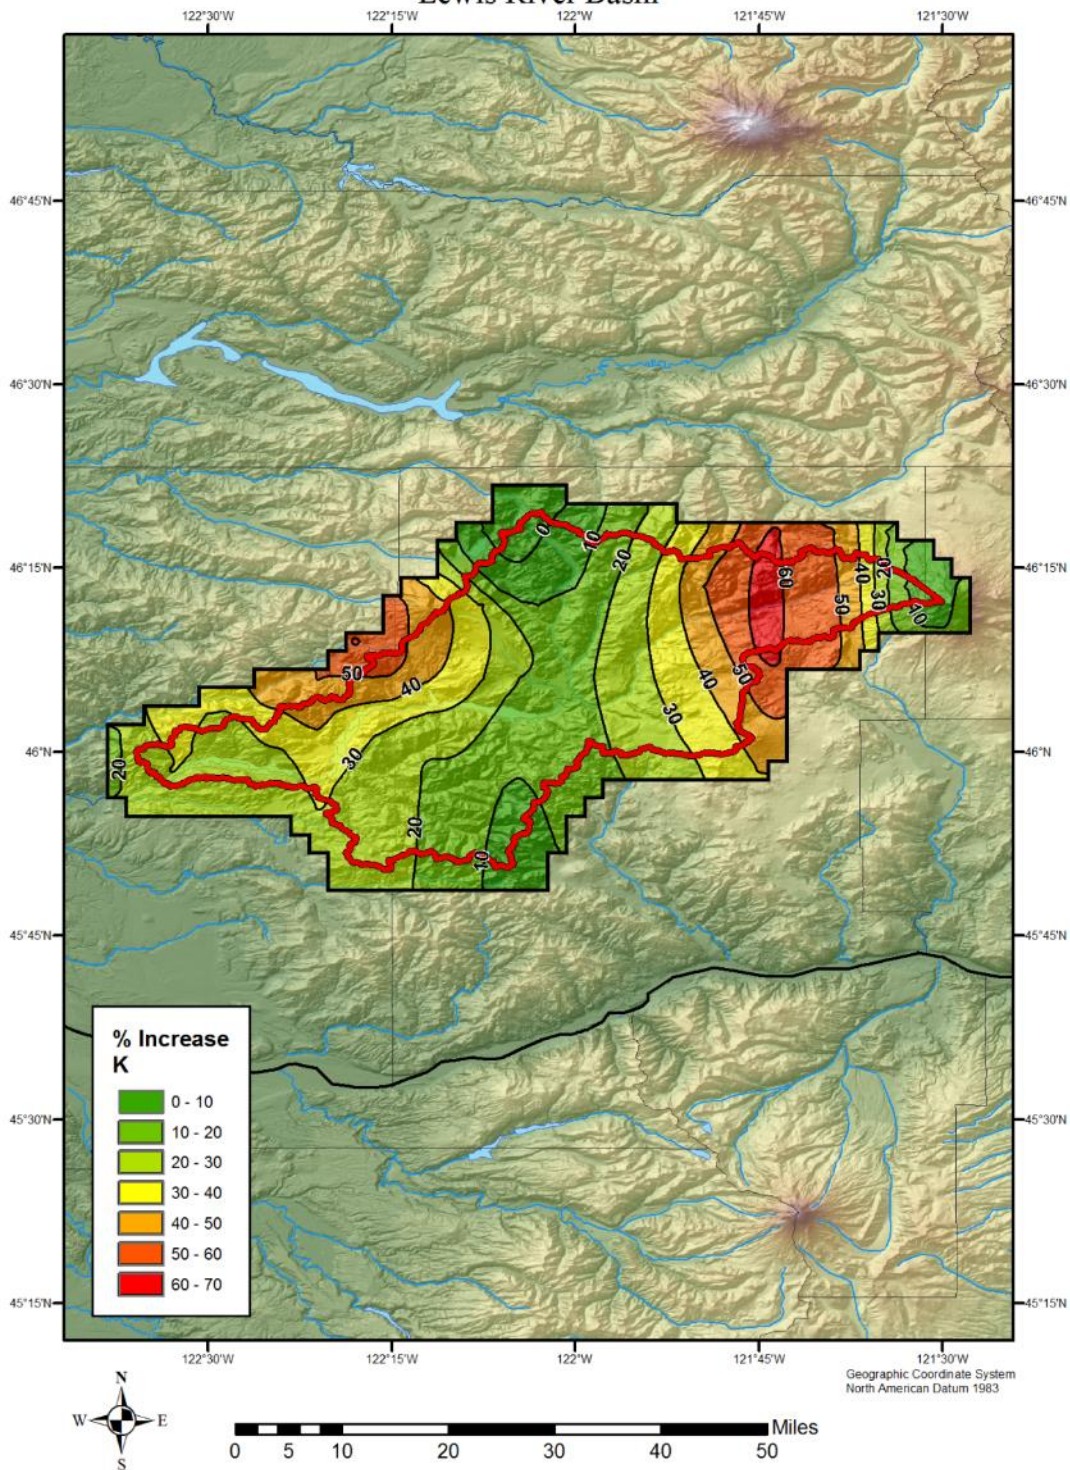 Lewis River Basin
122°30'W 122°15'W 122°W 121°45'W 121°30'W
46°45'N 46°45'N
46°30'N 46°30'N
46°15'N 46°15'N
46°N 46°N
45°45'N 45°45'N
45°30'N 45°30'N
45°15'N 45°15'N
0
10
20
60
40
20
30
50
10
50
40
50
40
30
30
20
20
10
% Increase
K
0 - 10
10 - 20
20 - 30
30 - 40
40 - 50
50 - 60
60 - 70
122°30'W 122°15'W 122°W 121°45'W 121°30'W
Geographic Coordinate System
North American Datum 1983
N
W E
S
Miles
0 5 10 20 30 40 50